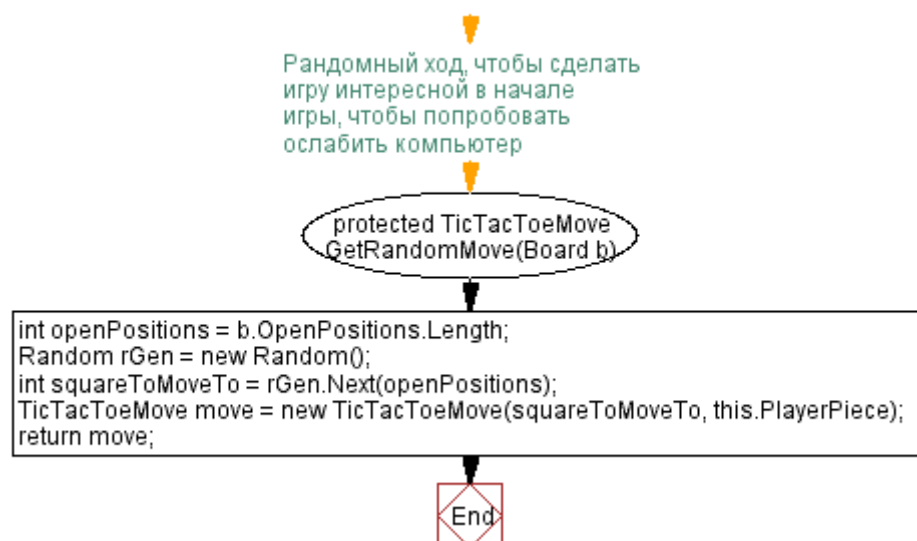 Рандомный ход, чтобы сделать
игру интересной в начале
игры, чтобы попробовать
ослабить компьютер
protected TicTacToeMove
GetRandomMove(Board b)
int openPositions = b.OpenPositions.Length;
Random rGen = new Random();
int squareToMoveTo = rGen.Next(openPositions);
TicTacToeMove move = new TicTacToeMove(squareToMoveTo, this.PlayerPiece);
return move;
End